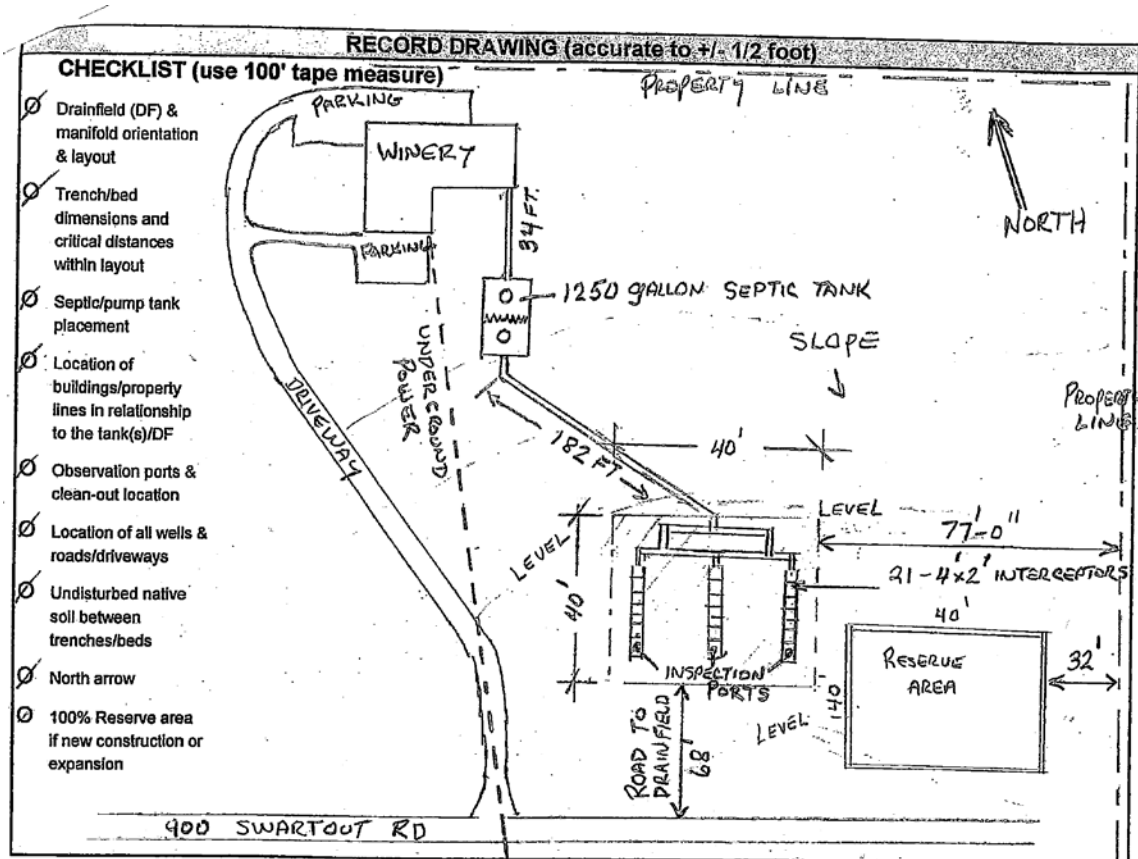 RECORD DRAWING (accurate to +/- 1/2 foot)
CHECKLIST (use 100' tape measure)
Drainfield (DF) &
manifold orientation
& layout
Trench/bed
dimensions and
critical distances
within layout
Septic/pump tank
placement
Location of
buildings/property
lines in relationship
to the tank(s)/DF
Observation ports &
clean-out location
Location of all wells &
roads/driveways
Undisturbed native
soil between
trenches/beds
North arrow
100% Reserve area
if new construction or
expansion
PROPERTY LINE
PARKING
WINERY
NORTH
34 FT.
PARKING
1250 GALLON SEPTIC TANK
SLOPE
UNDERGROUND
POWER
DRIVEWAY
PROPERTY
LINE
182 FT
40'
LEVEL
LEVEL
77'-0"
40'
21-4'x2' INTERCEPTORS
40'
INSPECTION
PORTS
RESERVE
AREA
32'
140
LEVEL
ROAD TO
DRAINFIELD
68'
900 SWARTOUT RD